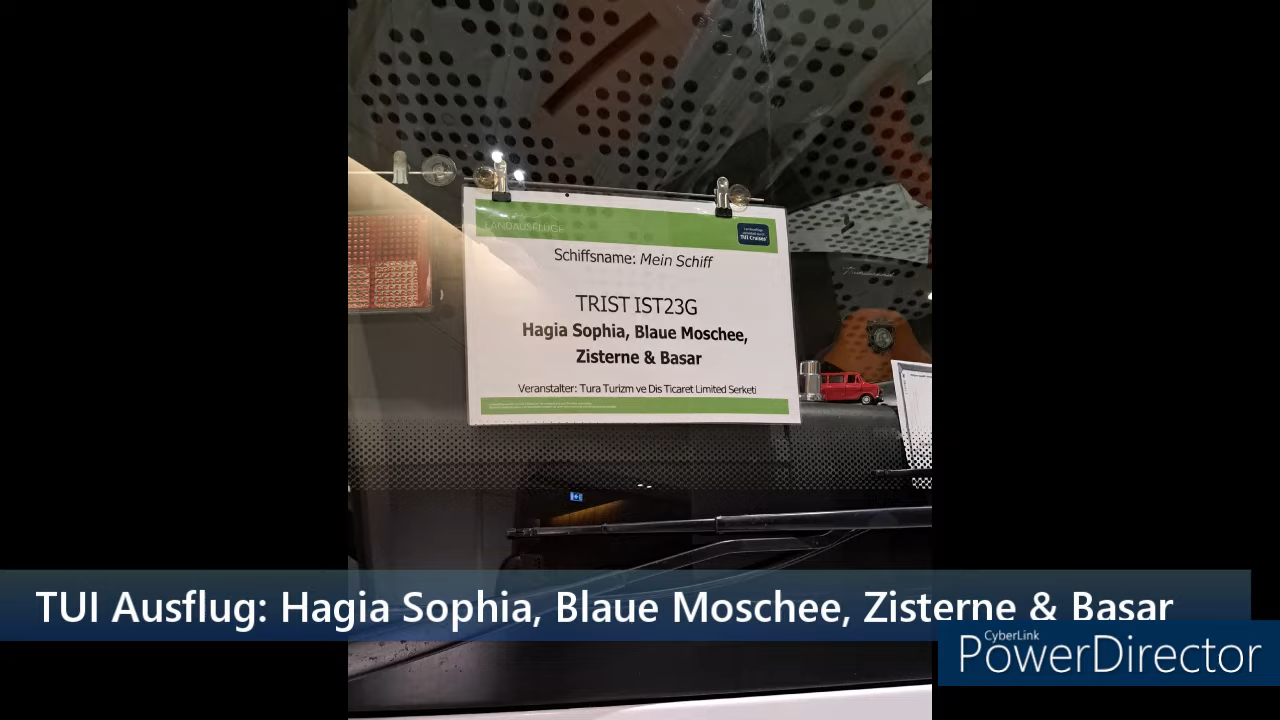 LANDAUSFLÜGE
TUI Cruises
Schiffsname: Mein Schiff
TRIST IST23G
Hagia Sophia, Blaue Moschee,
Zisterne & Basar
Veranstalter: Tura Turizm ve Dis Ticaret Limited Serketi
TUI Ausflug: Hagia Sophia, Blaue Moschee, Zisterne & Basar
CyberLink
PowerDirector